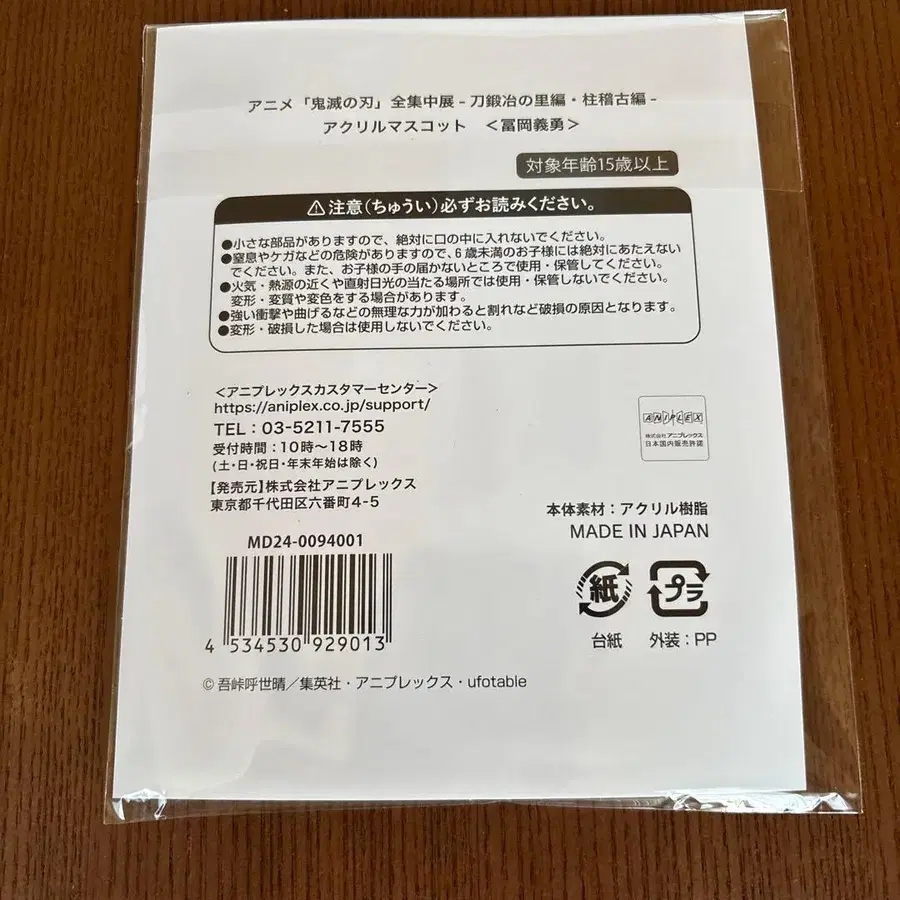 アニメ「鬼滅の刃」全集中展 - 刀鍛冶の里編・柱稽古編 -
アクリルマスコット <冨岡義勇>
対象年齢15歳以上
⚠注意(ちゅうい)必ずお読みください。
●小さな部品がありますので、絶対に口の中に入れないでください。
●窒息やケガなどの危険がありますので、6歳未満のお子様には絶対にあたえない
でください。また、お子様の手の届かないところで使用・保管してください。
●火気・熱源の近くや直射日光の当たる場所では使用・保管しないでください。
変形・変質や変色をする場合があります。
●強い衝撃や曲げるなどの無理な力が加わると割れなど破損の原因となります。
●変形・破損した場合は使用しないでください。
<アニプレックスカスタマーセンター>
https://aniplex.co.jp/support/
TEL:03-5211-7555
受付時間:10時~18時
(土・日・祝日・年末年始は除く)
【発売元】株式会社アニプレックス
東京都千代田区六番町4-5
ANIPLEX
株式会社アニプレックス
日本国内販売許諾
本体素材:アクリル樹脂
MADE IN JAPAN
MD24-0094001
4 534530 929013
紙
プラ
台紙 外装:PP
© 吾峠呼世晴/集英社・アニプレックス・ufotable